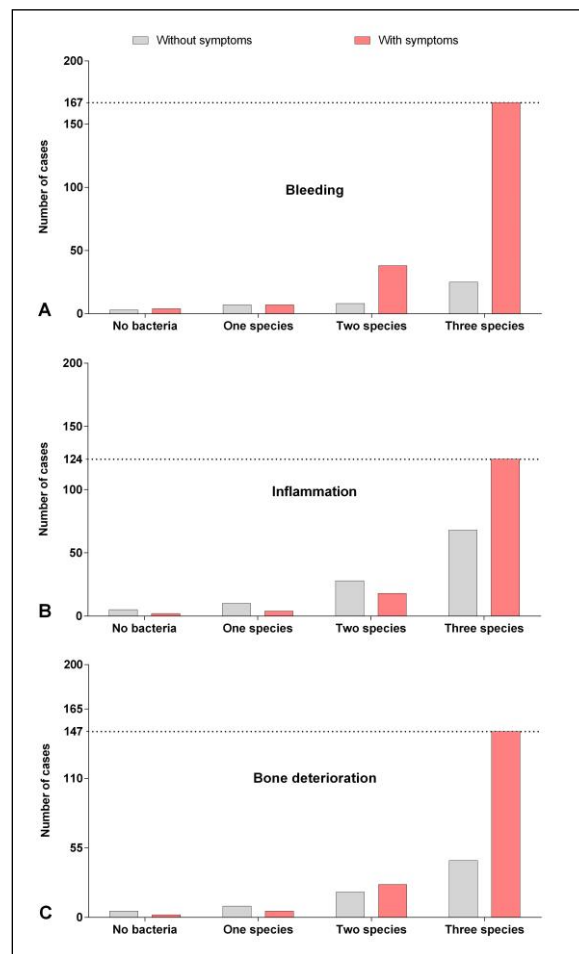 Without symptoms With symptoms
200
167
150
100
50
0
Number of cases
Bleeding
A
No bacteria One species Two species Three species
200
150
124
100
50
0
Number of cases
Inflammation
B
No bacteria One species Two species Three species
200
165
147
110
55
0
Number of cases
Bone deterioration
C
No bacteria One species Two species Three species